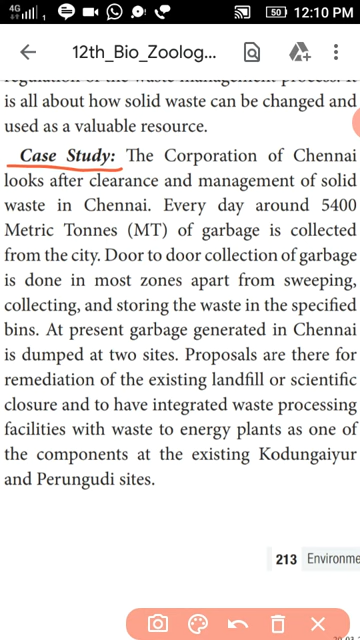 4G
50
12:10 PM
12th_Bio_Zoolog...
is all about how solid waste can be changed and
used as a valuable resource.
Case Study: The Corporation of Chennai
looks after clearance and management of solid
waste in Chennai. Every day around 5400
Metric Tonnes (MT) of garbage is collected
from the city. Door to door collection of garbage
is done in most zones apart from sweeping,
collecting, and storing the waste in the specified
bins. At present garbage generated in Chennai
is dumped at two sites. Proposals are there for
remediation of the existing landfill or scientific
closure and to have integrated waste processing
facilities with waste to energy plants as one of
the components at the existing Kodungaiyur
and Perungudi sites.
213 Environme